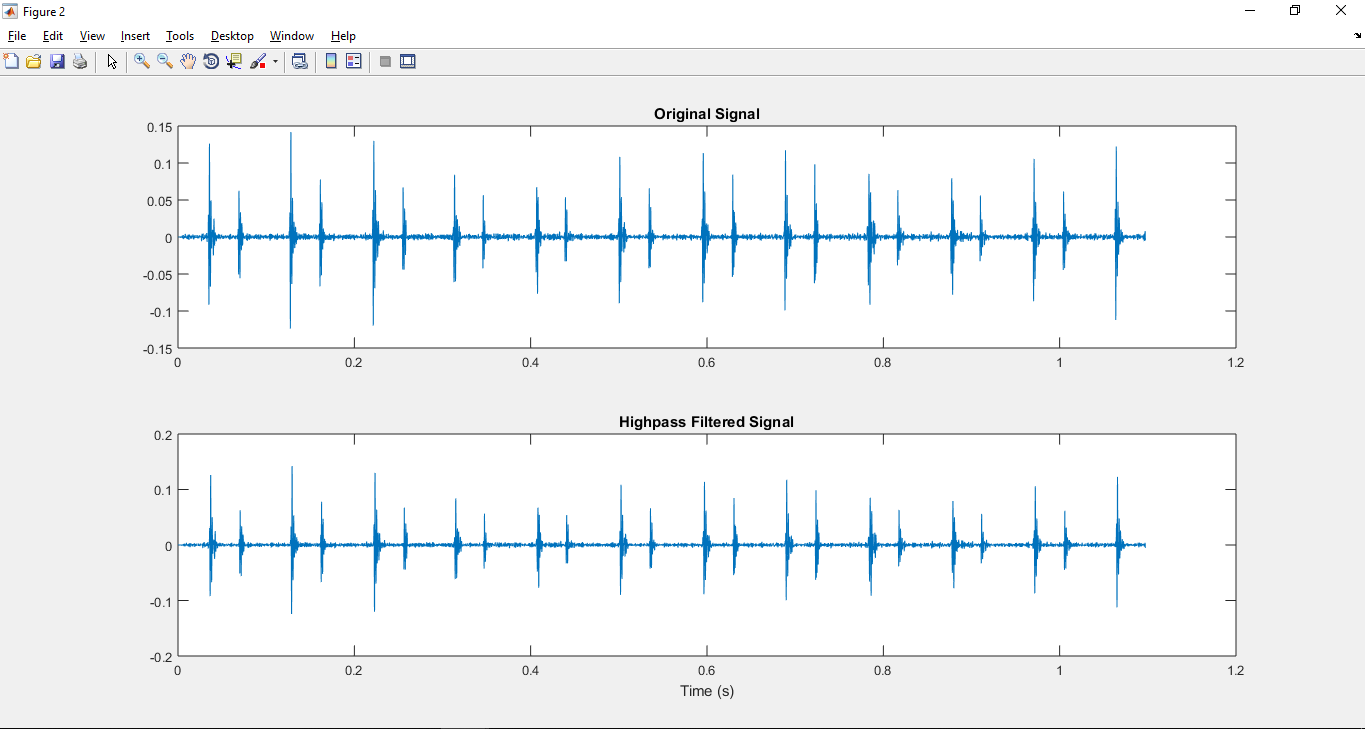 Figure 2
File Edit View Insert Tools Desktop Window Help
Original Signal
0.15
0.1
0.05
0
-0.05
-0.1
-0.15
0 0.2 0.4 0.6 0.8 1 1.2
Highpass Filtered Signal
0.2
0.1
0
-0.1
-0.2
0 0.2 0.4 0.6 0.8 1 1.2
Time (s)